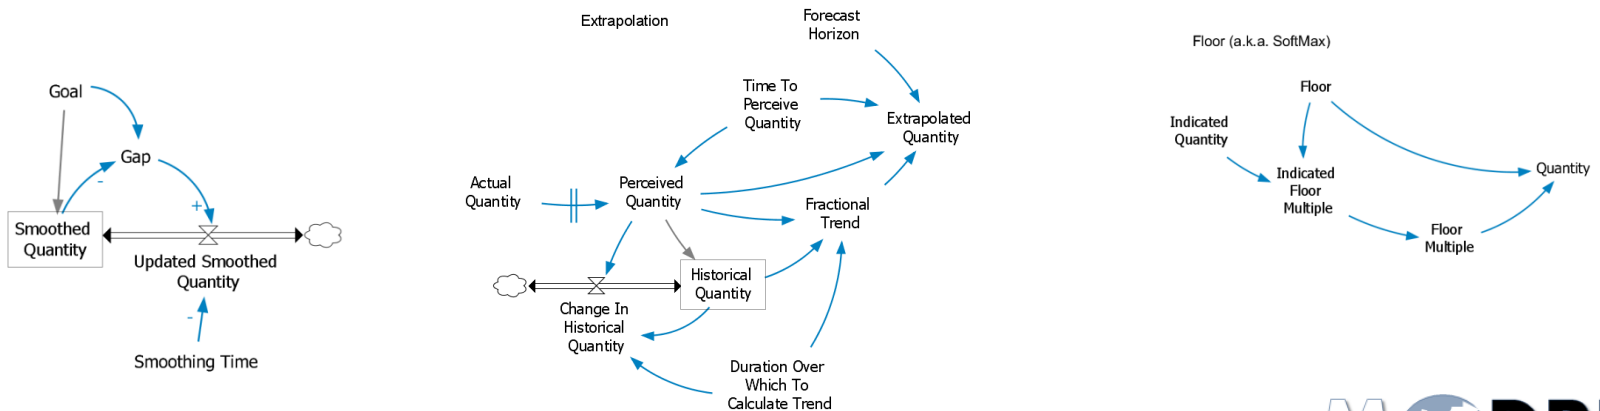 Goal
Gap
-
+
Smoothed
Quantity
Updated Smoothed
Quantity
-
Smoothing Time
Extrapolation
Forecast
Horizon
Time To
Perceive
Quantity
Extrapolated
Quantity
Actual
Quantity
Perceived
Quantity
Fractional
Trend
Historical
Quantity
Change In
Historical
Quantity
Duration Over
Which To
Calculate Trend
Floor (a.k.a. SoftMax)
Floor
Indicated
Quantity
Indicated
Floor
Multiple
Quantity
Floor
Multiple